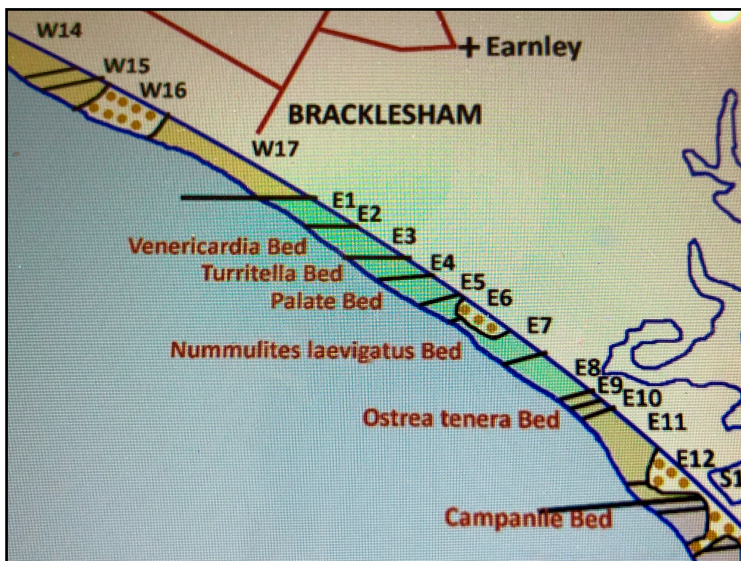 W14
Earnley
W15
W16
BRACKLESHAM
W17
E1
E2
Venericardia Bed
E3
Turritella Bed
E4
Palate Bed
E5
E6
E7
Nummulites laevigatus Bed
E8
E9
E10
Ostrea tenera Bed
E11
E12
S1
Campanile Bed